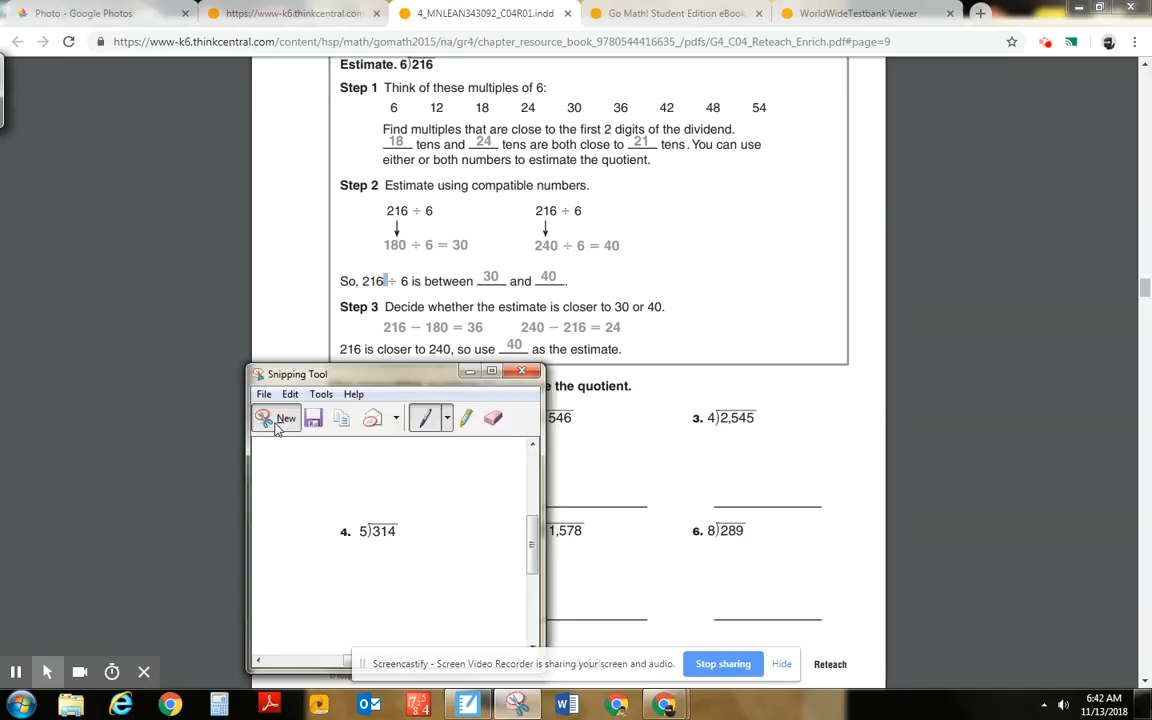 Photo - Google Photos
https://www-k6.thinkcentral.com
4_MNLEAN343092_C04R01.indd
Go Math! Student Edition eBook
WorldWideTestbank Viewer
https://www-k6.thinkcentral.com/content/hsp/math/gomath2015/na/gr4/chapter_resource_book_9780544416635_/pdfs/G4_C04_Reteach_Enrich.pdf#page=9
Estimate. 6)216
Step 1 Think of these multiples of 6:
6 12 18 24 30 36 42 48 54
Find multiples that are close to the first 2 digits of the dividend.
18 tens and 24 tens are both close to 21 tens. You can use
either or both numbers to estimate the quotient.
Step 2 Estimate using compatible numbers.
216 ÷ 6 216 ÷ 6
180 ÷ 6 = 30 240 ÷ 6 = 40
So, 216 ÷ 6 is between 30 and 40.
Step 3 Decide whether the estimate is closer to 30 or 40.
216 − 180 = 36 240 − 216 = 24
216 is closer to 240, so use 40 as the estimate.
Snipping Tool
File Edit Tools Help
New
e the quotient.
546 3. 4)2,545
4. 5)314
1,578 6. 8)289
Screencastify - Screen Video Recorder is sharing your screen and audio.
Stop sharing
Hide
Reteach
6:42 AM
11/13/2018